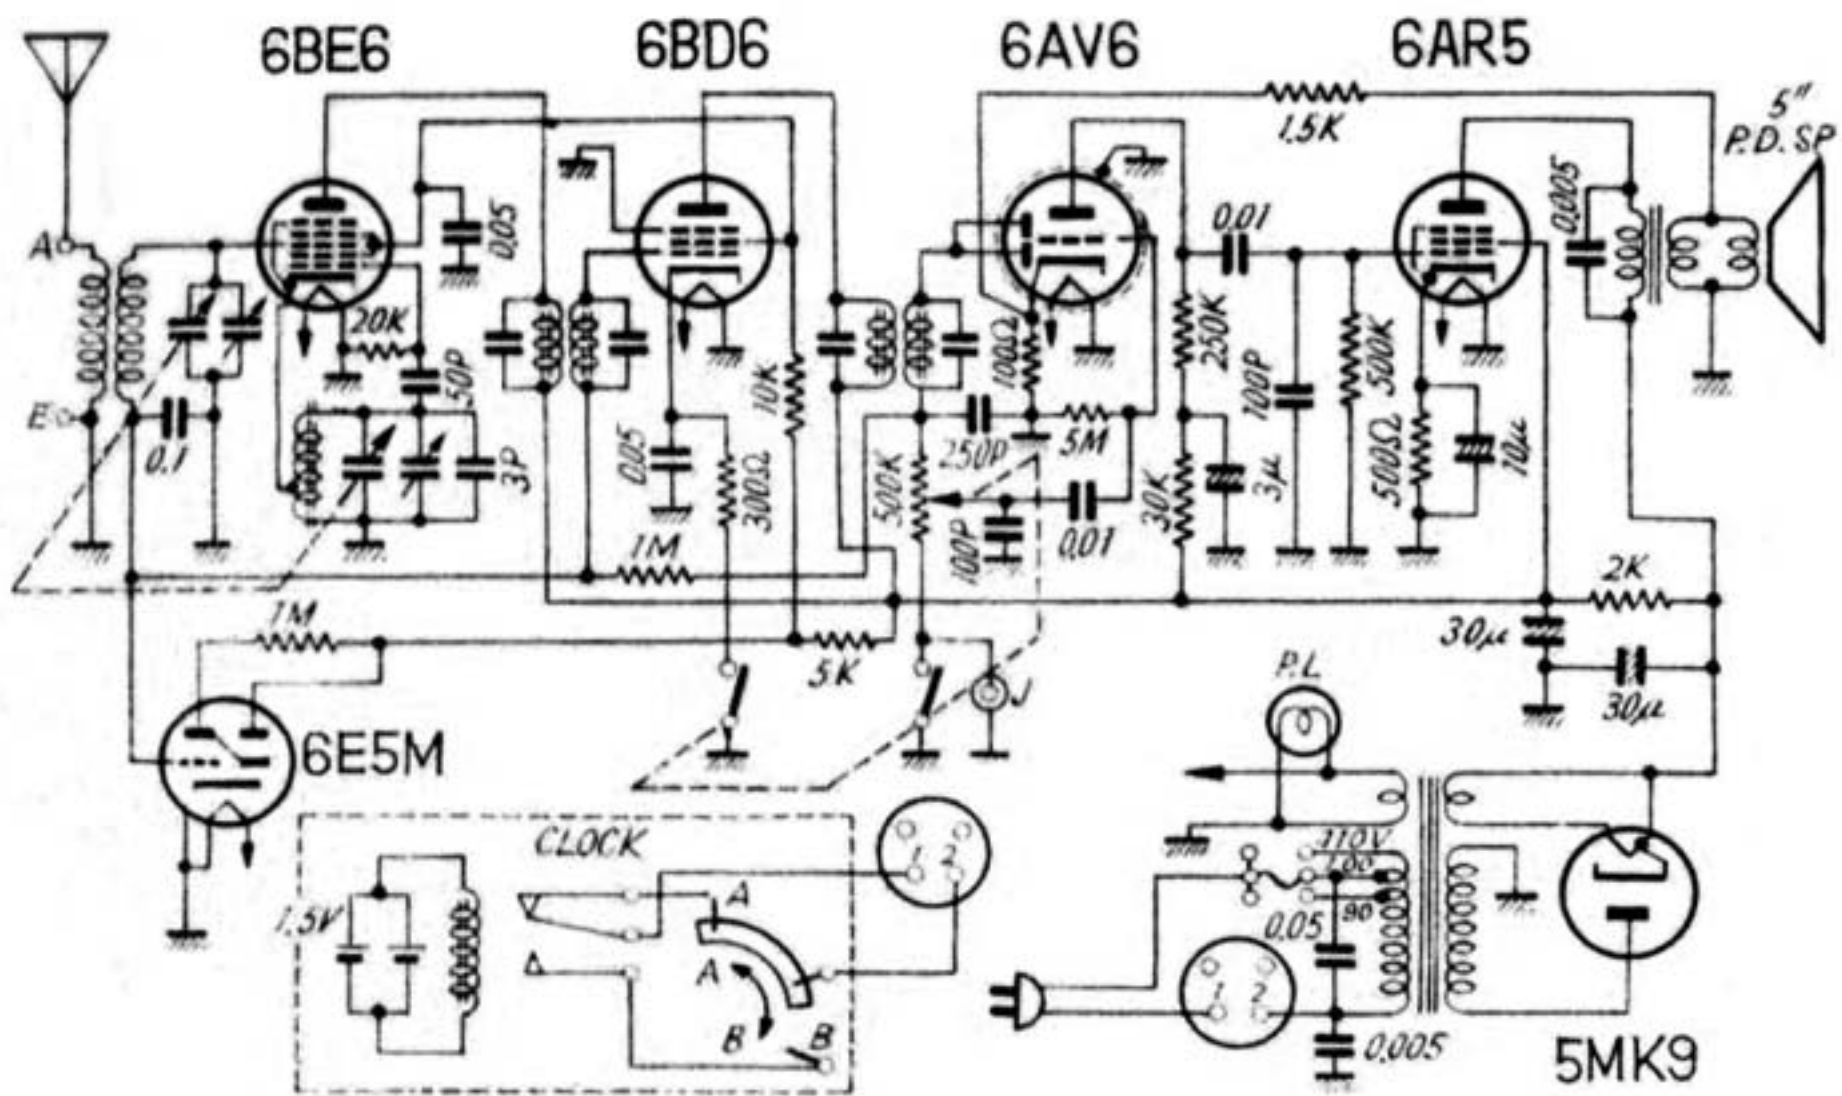 6BE6 6BD6 6AV6 6AR5
5"
P.D. SP
1.5K
0.05
0.01
0.005
A
20K
50P
10K
100Ω
250K
100P
500K
E
0.1
3P
0.05
300Ω
500K
250P
5M
30K
3μ
500Ω
10μ
100P
0.01
1M
2K
1M
5K
30μ
30μ
P.L.
J
6E5M
CLOCK
1 2
110V
100
90
1.5V
A
0.05
A
1 2
B
B
0.005
5MK9